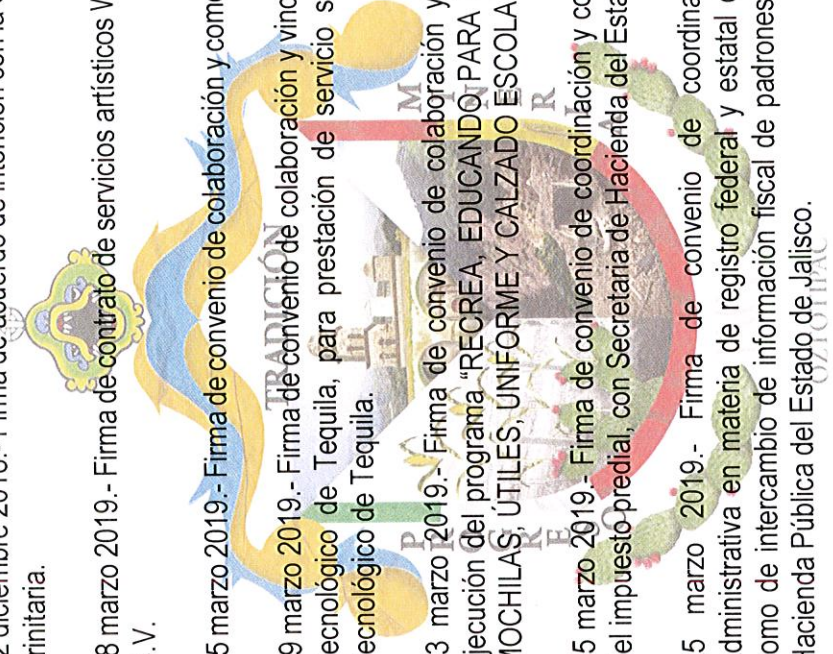 2 diciembre 2018.- Firma de acuerdo de intención con la
rinitaria.
8 marzo 2019.- Firma de contrato de servicios artísticos
.V.
5 marzo 2019.- Firma de convenio de colaboración y com
9 marzo 2019.- Firma de convenio de colaboración y vinc
ecnológico de Tequila, para prestación de servicio s
ecnológico de Tequila.
3 marzo 2019.- Firma de convenio de colaboración y
jecución del programa "RECREA, EDUCANDO PARA
MOCHILAS, ÚTILES, UNIFORME Y CALZADO ESCOLA
5 marzo 2019.- Firma de convenio de coordinación y co
el impuesto predial, con Secretaria de Hacienda del Esta
5 marzo 2019.- Firma de convenio de coordina
dministrativa en materia de registro federal y estatal
omo de intercambio de información fiscal de padrones
Hacienda Pública del Estado de Jalisco.
TRADICIÓN
PROGRESO
MINERAL
OZTOTIPAC